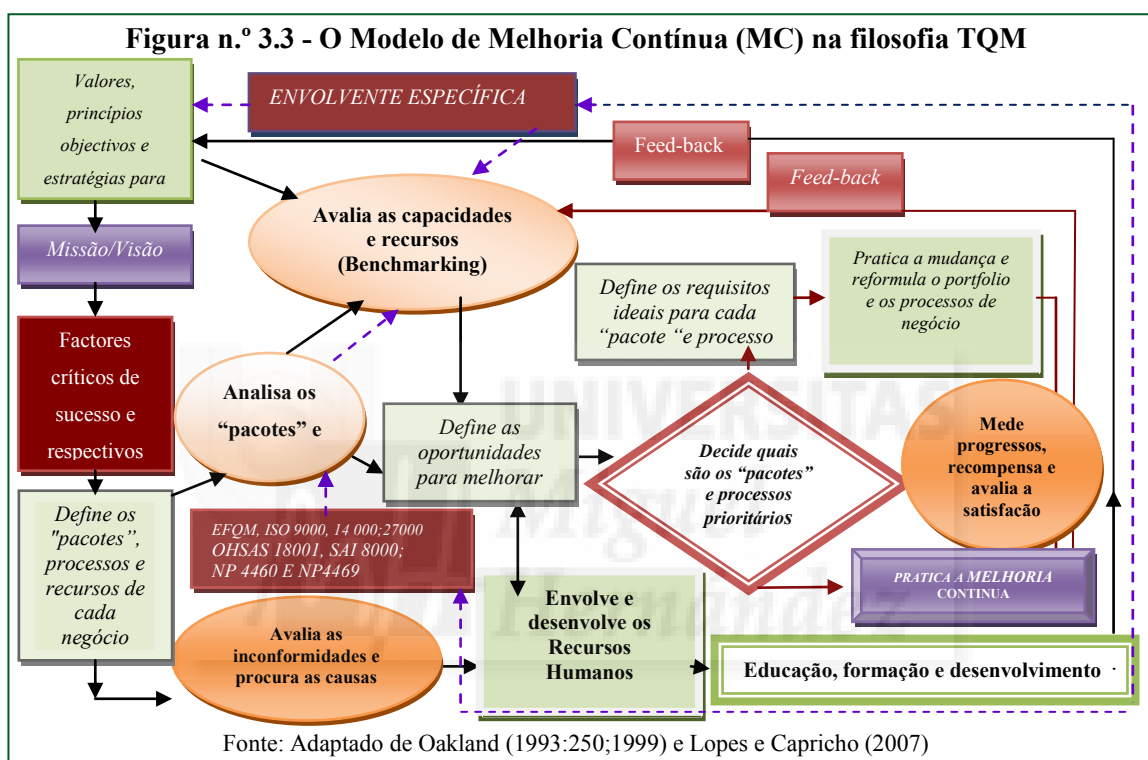 Figura n.º 3.3 - O Modelo de Melhoria Contínua (MC) na filosofia TQM
Valores,
princípios
objectivos e
estratégias para
ENVOLVENTE ESPECÍFICA
Feed-back
Feed-back
Avalia as capacidades
e recursos
(Benchmarking)
Missão/Visão
Pratica a mudança e
reformula o portfolio
e os processos de
negócio
Define os requisitos
ideais para cada
“pacote “e processo
Factores
críticos de
sucesso e
respectivos
Analisa os
“pacotes” e
Define as
oportunidades
para melhorar
Decide quais
são os “pacotes”
e processos
prioritários
Mede
progressos,
recompensa e
avalia a
satisfação
Define os
"pacotes”,
processos e
recursos de
cada
negócio
EFQM, ISO 9000, 14 000;27000
OHSAS 18001, SAI 8000;
NP 4460 E NP4469
PRATICA A MELHORIA
CONTINUA
Envolve e
desenvolve os
Recursos
Humanos
Avalia as
inconformidades e
procura as causas
Educação, formação e desenvolvimento .
UNIVERSITAS
Miguel
Hernández
Fonte: Adaptado de Oakland (1993:250;1999) e Lopes e Capricho (2007)